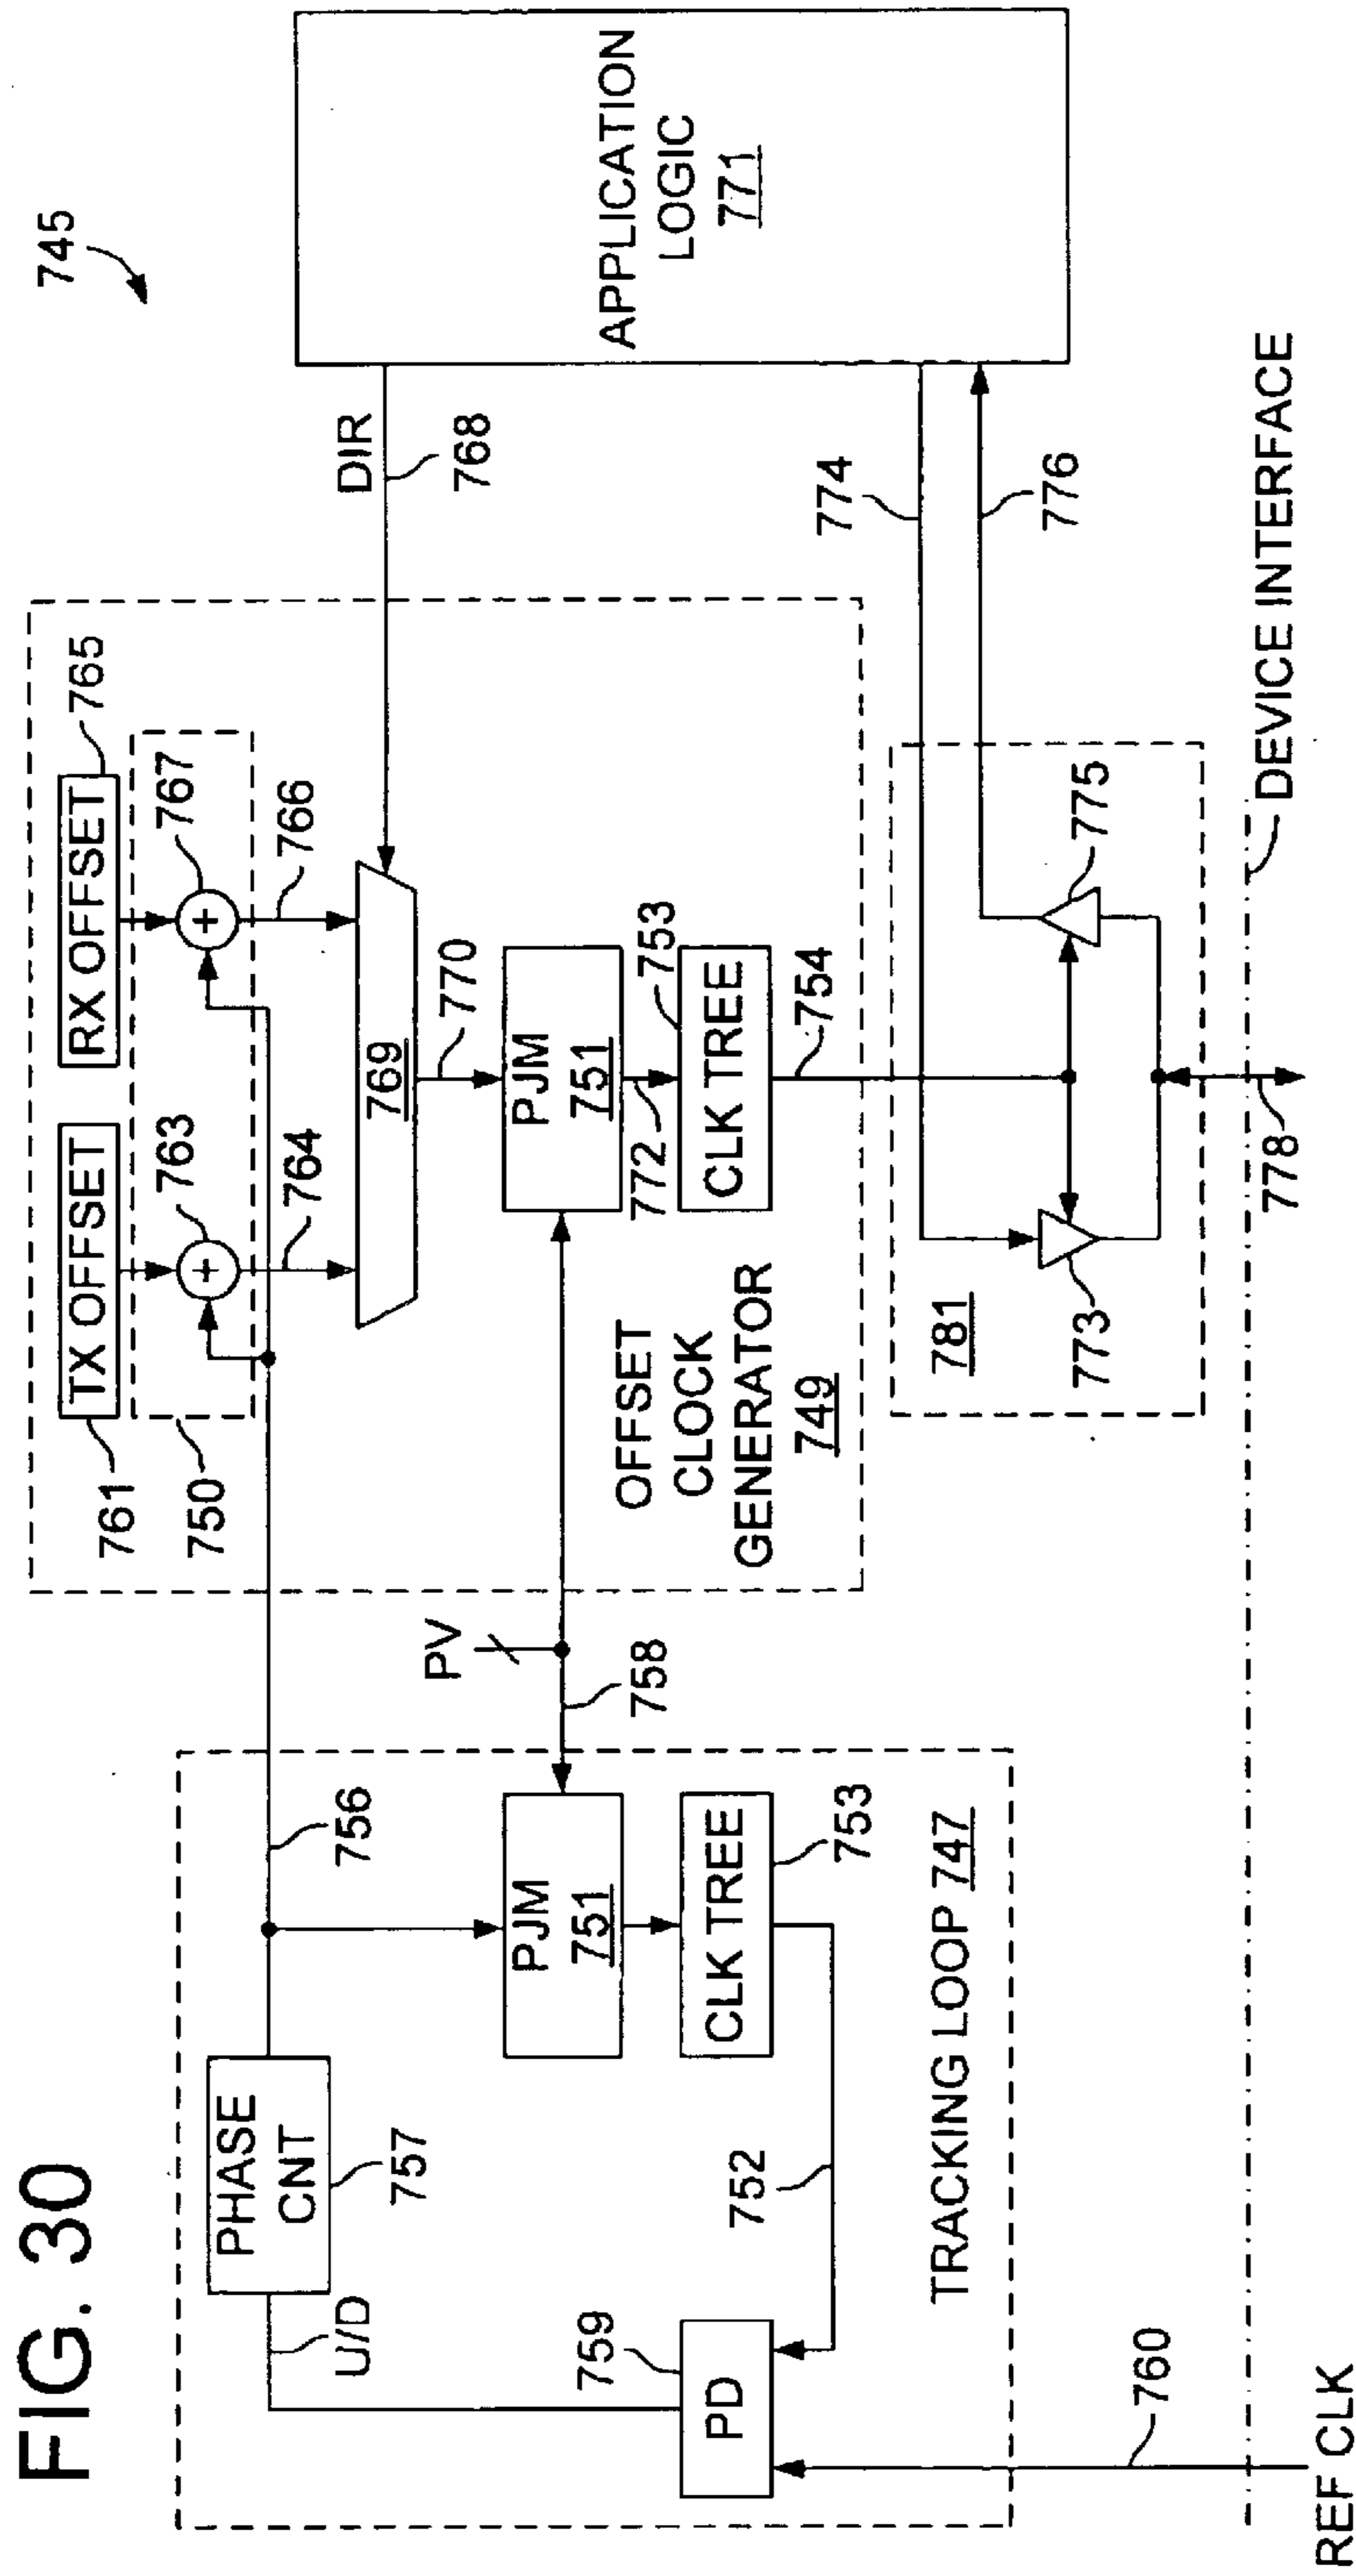 FIG. 30
745
TX OFFSET
761
RX OFFSET
765
750
763
767
764
766
769
DIR
768
770
PJM
751
772
CLK TREE
753
754
OFFSET
CLOCK
GENERATOR
749
APPLICATION
LOGIC
771
PHASE
CNT
757
U/D
756
PV
758
PJM
751
CLK TREE
753
752
PD
759
TRACKING LOOP 747
760
REF CLK
774
776
781
773
775
778
DEVICE INTERFACE